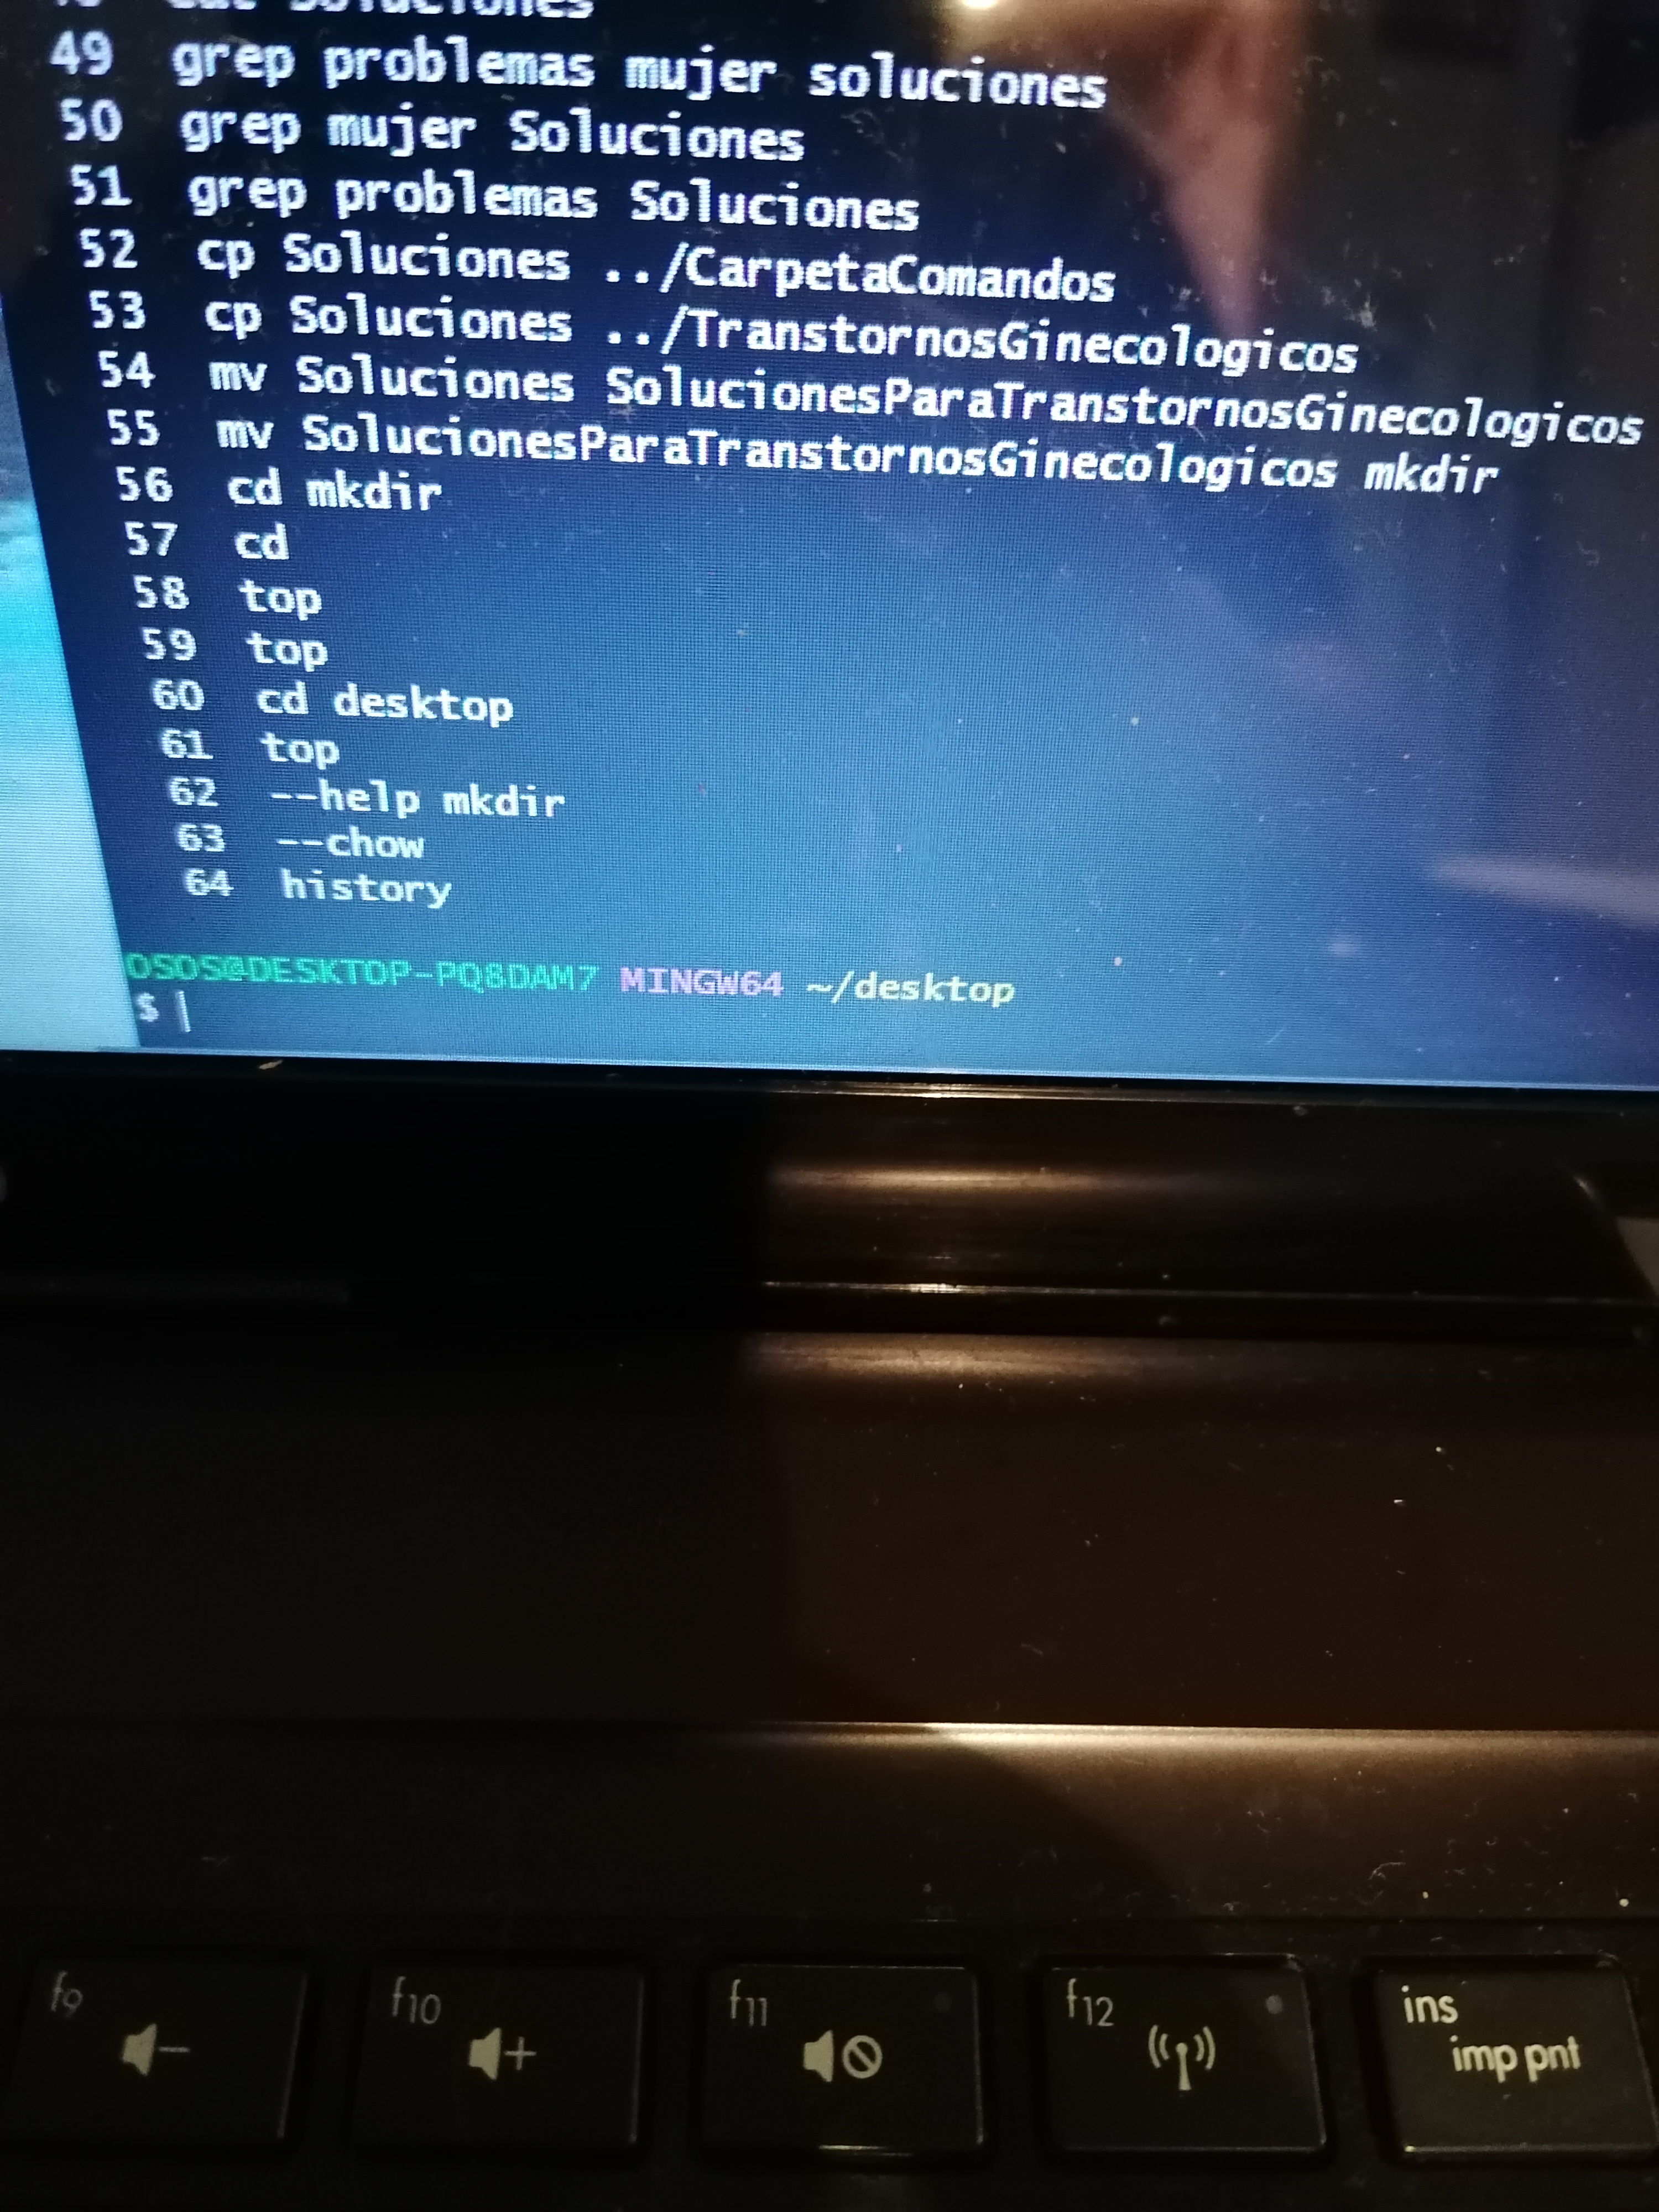 Soluciones
49 grep problemas mujer soluciones
50 grep mujer Soluciones
51 grep problemas Soluciones
52 cp Soluciones ../CarpetaComandos
53 cp Soluciones ../TranstornosGinecologicos
54 mv Soluciones SolucionesParaTranstornosGinecologicos
55 mv SolucionesParaTranstornosGinecologicos mkdir
56 cd mkdir
57 cd
58 top
59 top
60 cd desktop
61 top
62 --help mkdir
63 --chow
64 history
OSOS@DESKTOP-PQ8DAM7 MINGW64 ~/desktop
$
f9
f10
f11
f12
ins
imp pnt